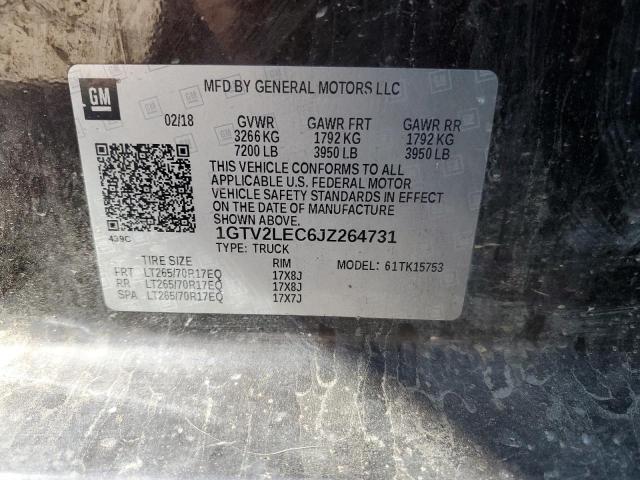 GM
MFD BY GENERAL MOTORS LLC
02/18 GVWR GAWR FRT GAWR RR
3266 KG 1792 KG 1792 KG
7200 LB 3950 LB 3950 LB
THIS VEHICLE CONFORMS TO ALL
APPLICABLE U.S. FEDERAL MOTOR
VEHICLE SAFETY STANDARDS IN EFFECT
ON THE DATE OF MANUFACTURE
SHOWN ABOVE.
439C 1GTV2LEC6JZ264731
TYPE: TRUCK
TIRE SIZE RIM MODEL: 61TK15753
FRT LT265/70R17EQ 17X8J
RR LT265/70R17EQ 17X8J
SPA LT265/70R17EQ 17X7J